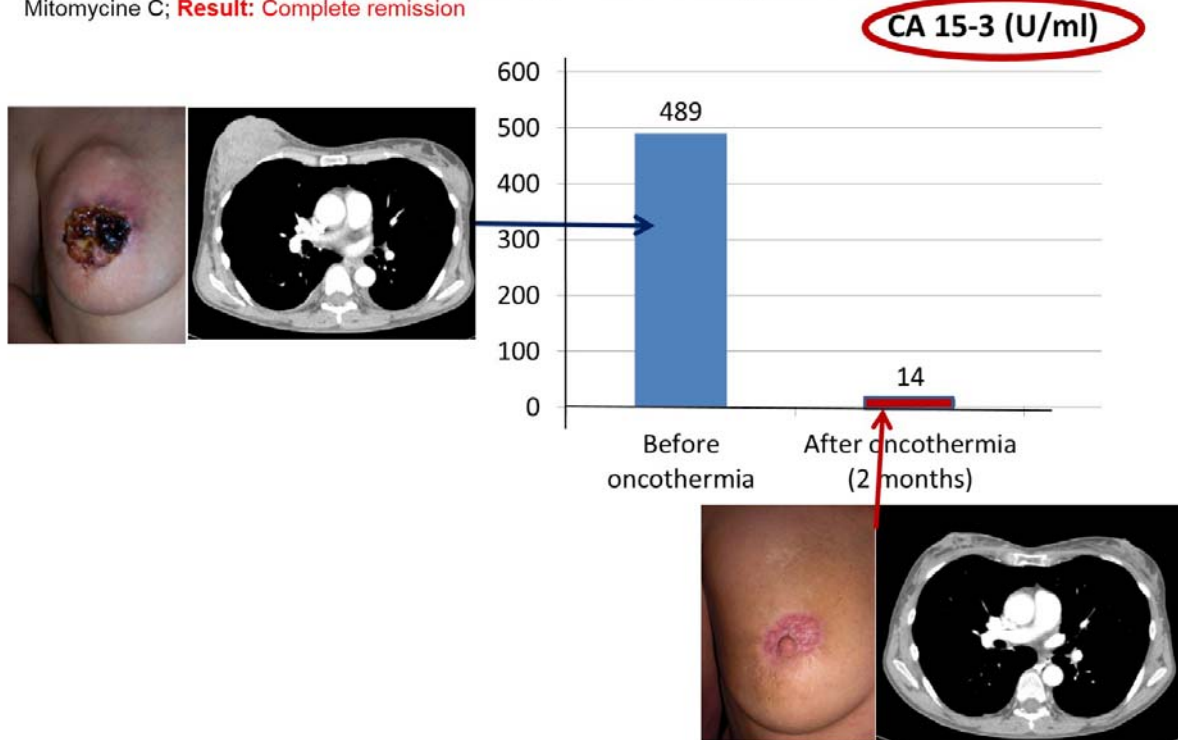 Mitomycine C; Result: Complete remission
CA 15-3 (U/ml)
600
500
400
300
200
100
0
489
14
Before
oncothermia
After oncothermia
(2 months)